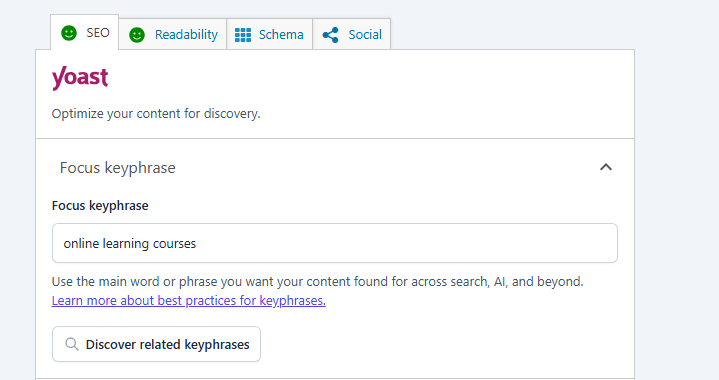 SEO
Readability
Schema
Social
yoast
Optimize your content for discovery.
Focus keyphrase
Focus keyphrase
online learning courses
Use the main word or phrase you want your content found for across search, AI, and beyond.
Learn more about best practices for keyphrases.
Discover related keyphrases